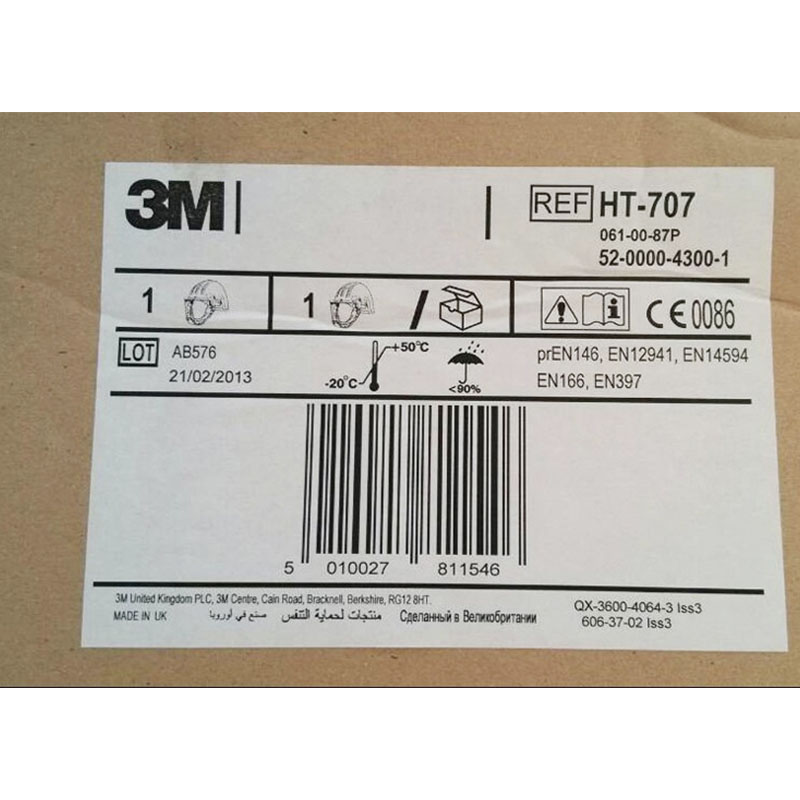 3M
REF HT-707
061-00-87P
52-0000-4300-1
1 1 /
CE 0086
LOT AB576
21/02/2013
+50°C
-20°C
<90%
prEN146, EN12941, EN14594
EN166, EN397
5 010027 811546
3M United Kingdom PLC, 3M Centre, Cain Road, Bracknell, Berkshire, RG12 8HT.
MADE IN UK صنع في أوروبا منتجات لحماية التنفس Сделанный в Великобритании
QX-3600-4064-3 Iss3
606-37-02 Iss3